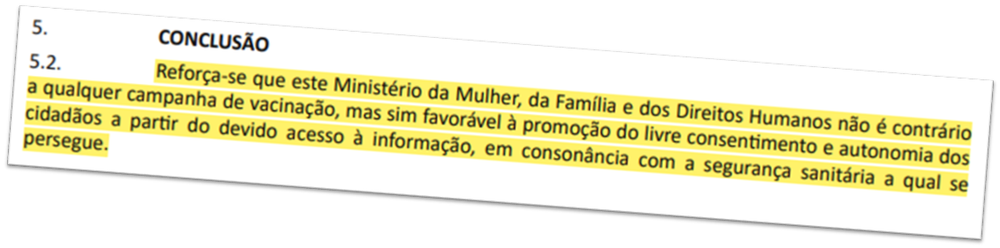 5. CONCLUSÃO
5.2. Reforça-se que este Ministério da Mulher, da Família e dos Direitos Humanos não é contrário
a qualquer campanha de vacinação, mas sim favorável à promoção do livre consentimento e autonomia dos
cidadãos a partir do devido acesso à informação, em consonância com a segurança sanitária a qual se
persegue.